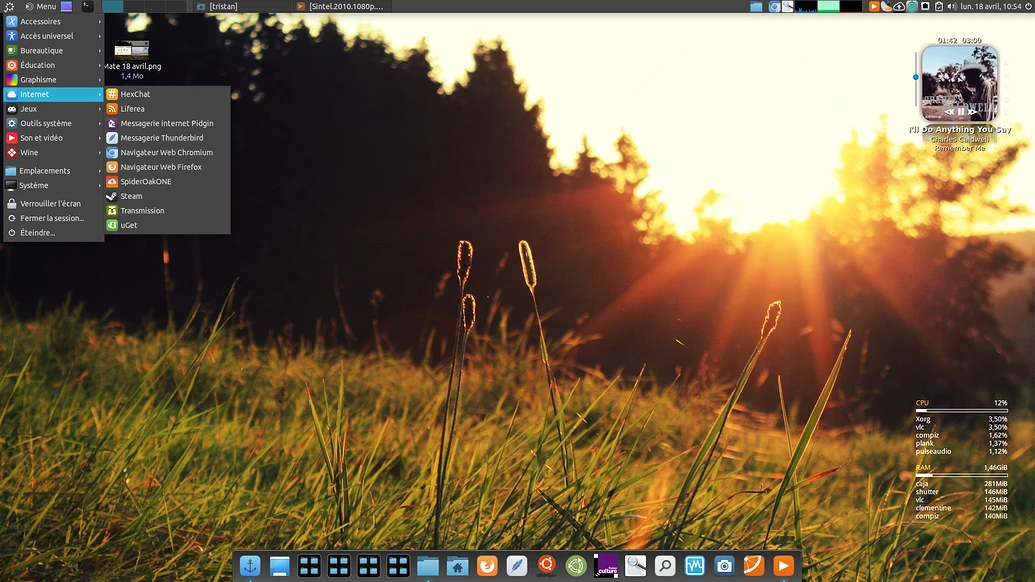 Menu
[tristan]
[Sintel.2010.1080p....
lun. 18 avril, 10:54
Accessoires
Accès universel
Bureautique
Éducation
Graphisme
Internet
Jeux
Outils système
Son et vidéo
Wine
Emplacements
Système
Verrouiller l'écran
Fermer la session...
Éteindre...
Mate 18 avril.png
1,4 Mo
HexChat
Liferea
Messagerie internet Pidgin
Messagerie Thunderbird
Navigateur Web Chromium
Navigateur Web Firefox
SpiderOakONE
Steam
Transmission
uGet
01:42 03:00
I'll Do Anything You Say
Charles Caldwell
Remember Me
CPU 12%
Xorg 3,50%
vlc 3,50%
compiz 1,62%
plank 1,37%
pulseaudio 1,12%
RAM 1,46GiB
caja 281MiB
shutter 146MiB
vlc 145MiB
clementine 142MiB
compiz 140MiB
culture